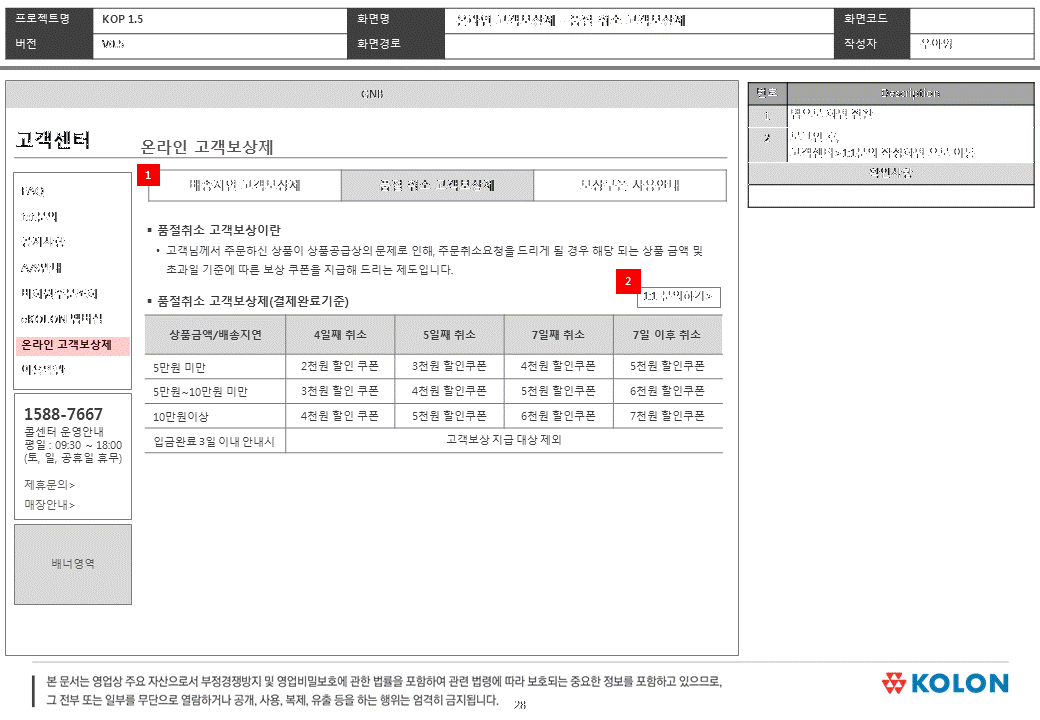 프로젝트명 KOP 1.5 화면명 온라인 고객보상제 - 품절 취소 고객보상제 화면코드
버전 V0.5 화면경로 작성자 우아영
GNB
고객센터
온라인 고객보상제
1
배송지연 고객보상제 품절 취소 고객보상제 보상쿠폰 사용안내
FAQ
1:1문의
공지사항
A/S안내
비회원주문조회
eKOLON 멤버십
온라인 고객보상제
이용약관
▪ 품절취소 고객보상이란
• 고객님께서 주문하신 상품이 상품공급상의 문제로 인해, 주문취소요청을 드리게 될 경우 해당 되는 상품 금액 및
초과일 기준에 따른 보상 쿠폰을 지급해 드리는 제도입니다.
2
▪ 품절취소 고객보상제(결제완료기준)
1:1 문의하기>
상품금액/배송지연 4일째 취소 5일째 취소 7일째 취소 7일 이후 취소
5만원 미만 2천원 할인 쿠폰 3천원 할인쿠폰 4천원 할인쿠폰 5천원 할인쿠폰
5만원~10만원 미만 3천원 할인 쿠폰 4천원 할인쿠폰 5천원 할인쿠폰 6천원 할인쿠폰
10만원이상 4천원 할인 쿠폰 5천원 할인쿠폰 6천원 할인쿠폰 7천원 할인쿠폰
입금완료 3일 이내 안내시 고객보상 지급 대상 제외
1588-7667
콜센터 운영안내
평일 : 09:30 ~ 18:00
(토, 일, 공휴일 휴무)
제휴문의>
매장안내>
배너영역
번호 Description
1 탭으로 화면 전환
2 로그인 후,
고객센터>1:1문의 작성화면 으로 이동
확인사항
본 문서는 영업상 주요 자산으로서 부정경쟁방지 및 영업비밀보호에 관한 법률을 포함하여 관련 법령에 따라 보호되는 중요한 정보를 포함하고 있으므로,
그 전부 또는 일부를 무단으로 열람하거나 공개, 사용, 복제, 유출 등을 하는 행위는 엄격히 금지됩니다.
28
KOLON